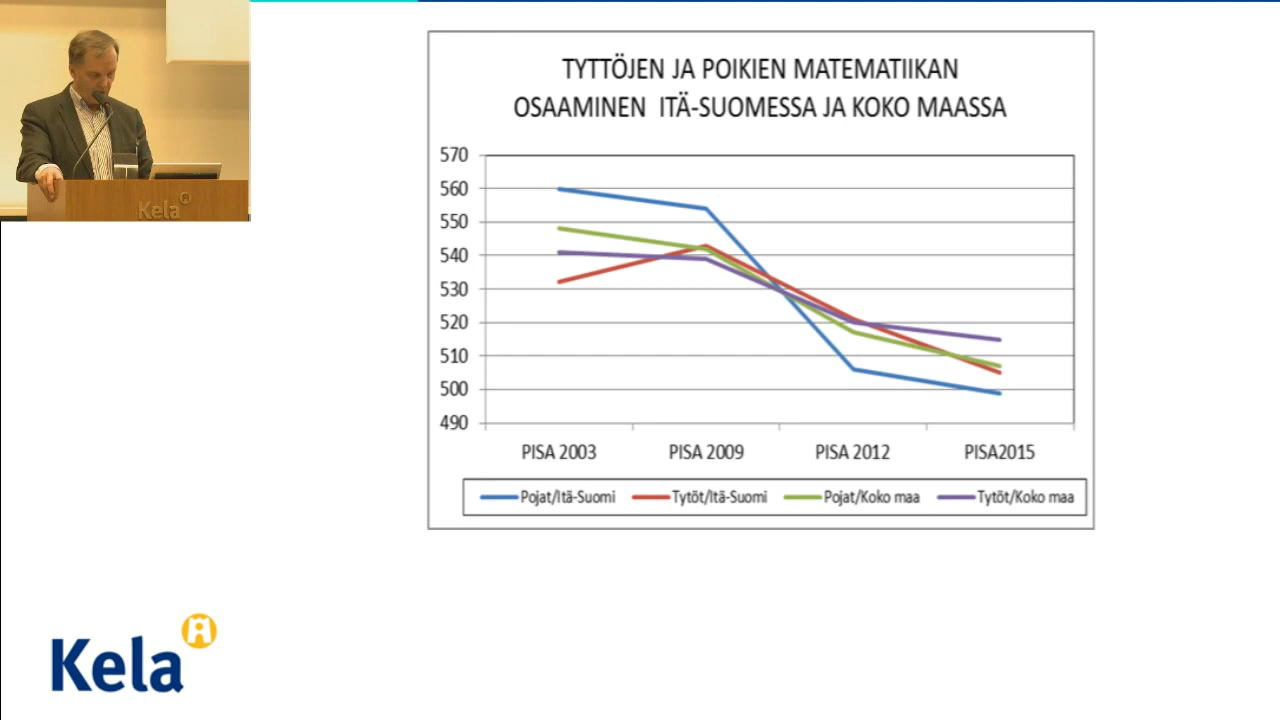 Kela
TYTTÖJEN JA POIKIEN MATEMATIIKAN
OSAAMINEN ITÄ-SUOMESSA JA KOKO MAASSA
570
560
550
540
530
520
510
500
490
PISA 2003 PISA 2009 PISA 2012 PISA2015
Pojat/Itä-Suomi Tytöt/Itä-Suomi Pojat/Koko maa Tytöt/Koko maa
Kela